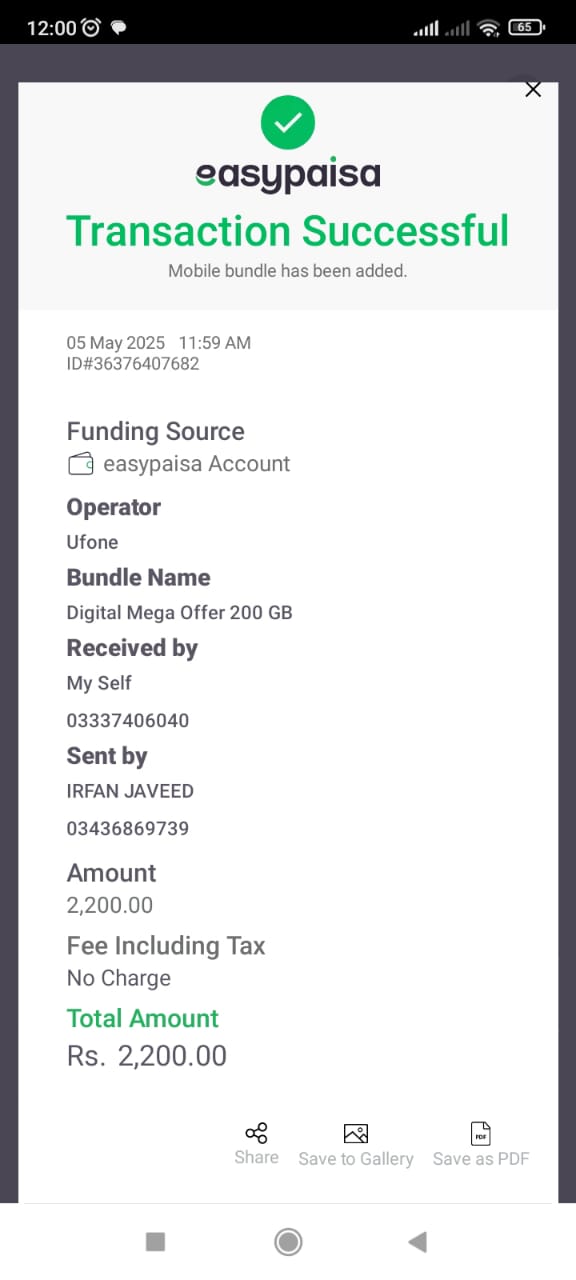 12:00
65
easypaisa
Transaction Successful
Mobile bundle has been added.
05 May 2025 11:59 AM
ID#36376407682
Funding Source
easypaisa Account
Operator
Ufone
Bundle Name
Digital Mega Offer 200 GB
Received by
My Self
03337406040
Sent by
IRFAN JAVEED
03436869739
Amount
2,200.00
Fee Including Tax
No Charge
Total Amount
Rs. 2,200.00
Share
Save to Gallery
PDF
Save as PDF